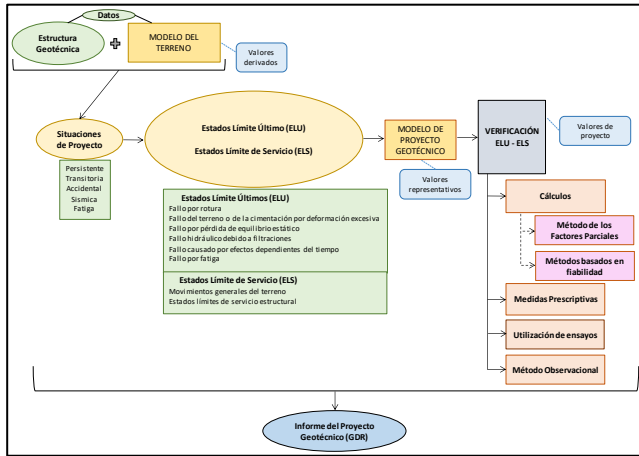 Datos
Estructura
Geotécnica
MODELO DEL
TERRENO
Valores
derivados
Situaciones
de Proyecto
Persistente
Transitoria
Accidental
Sísmica
Fatiga
Estados Límite Último (ELU)
Estados Límite de Servicio (ELS)
MODELO DE
PROYECTO
GEOTÉCNICO
Valores
representativos
VERIFICACIÓN
ELU - ELS
Valores
de proyecto
Estados Límite Últimos (ELU)
Fallo por rotura
Fallo del terreno o de la cimentación por deformación excesiva
Fallo por pérdida de equilibrio estático
Fallo hidráulico debido a filtraciones
Fallo causado por efectos dependientes del tiempo
Fallo por fatiga
Estados Límite de Servicio (ELS)
Movimientos generales del terreno
Estados límites de servicio estructural
Cálculos
Método de los
Factores Parciales
Métodos basados en
fiabilidad
Medidas Prescriptivas
Utilización de ensayos
Método Observacional
Informe del Proyecto
Geotécnico (GDR)